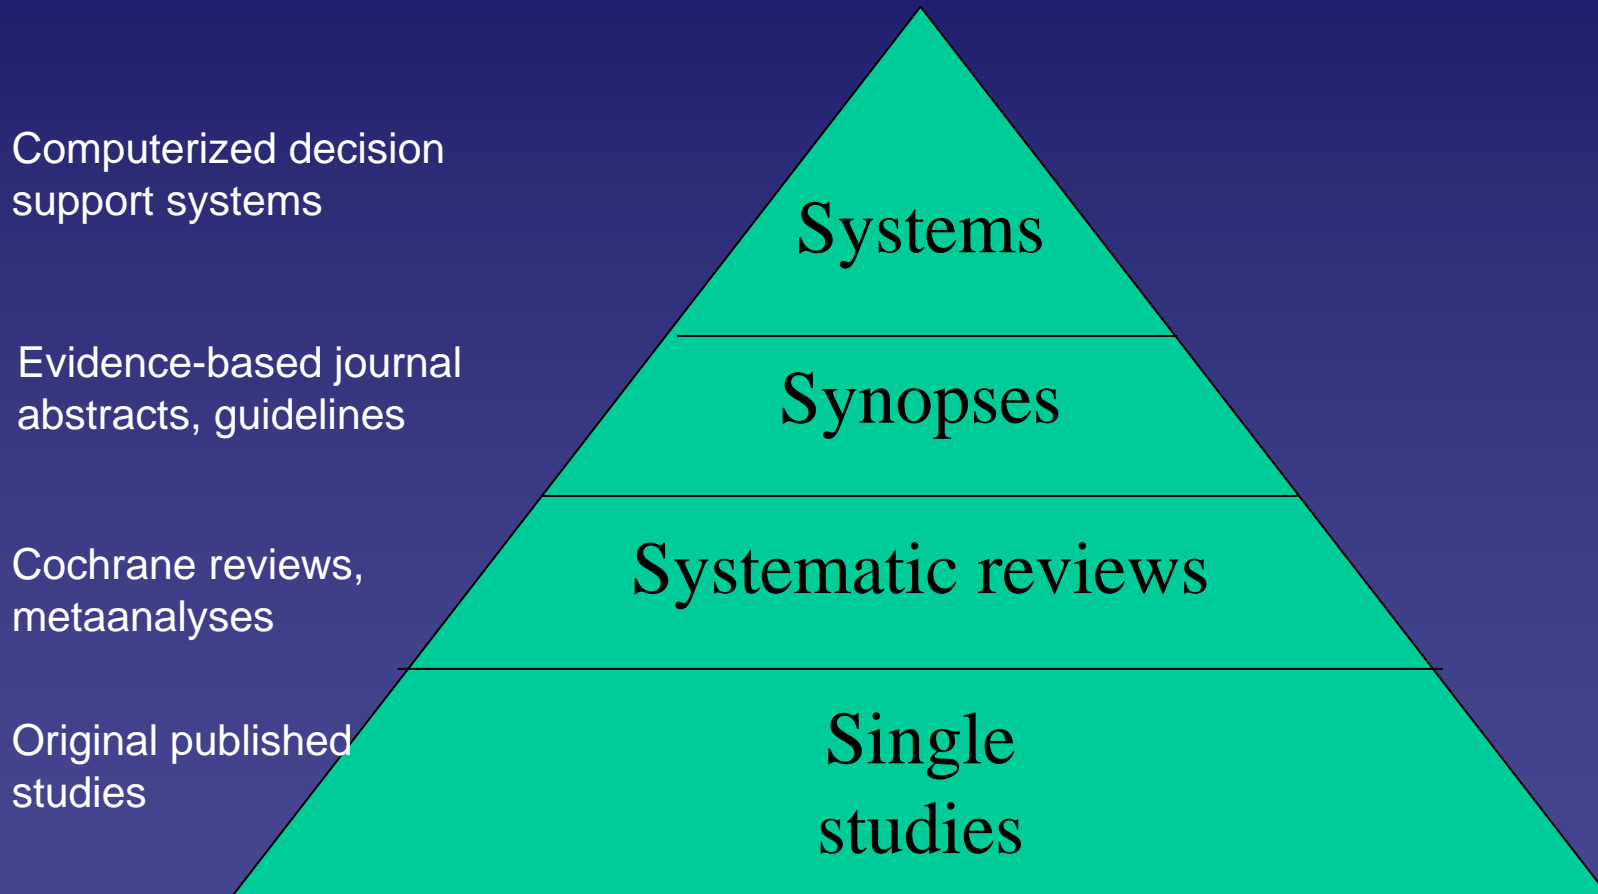 Computerized decision
support systems
Systems
Evidence-based journal
abstracts, guidelines
Synopses
Cochrane reviews,
metaanalyses
Systematic reviews
Original published
studies
Single
studies